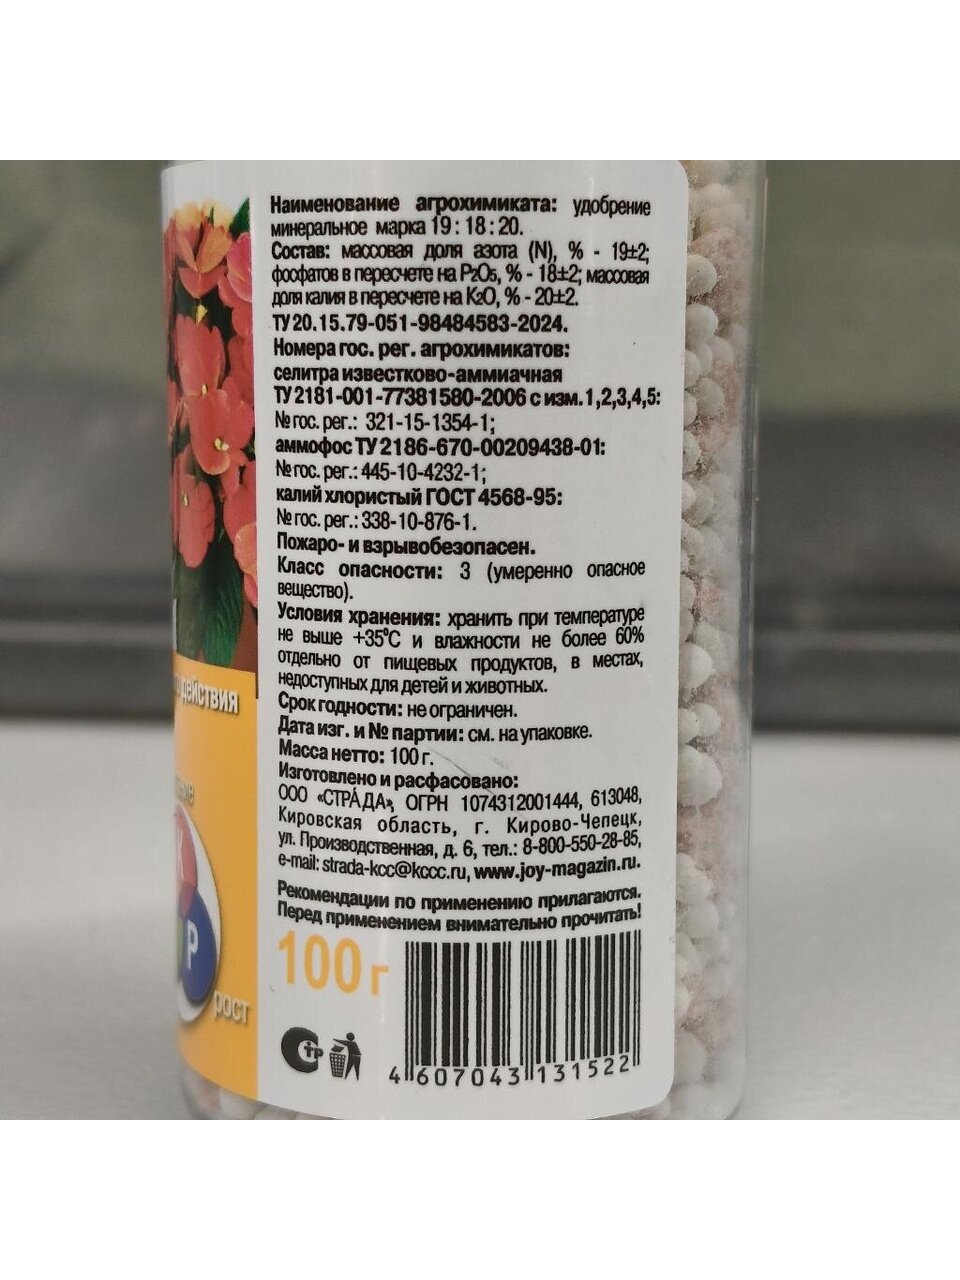 Наименование агрохимиката: удобрение
минеральное марка 19 : 18 : 20.
Состав: массовая доля азота (N), % - 19±2;
фосфатов в пересчете на P2O5, % - 18±2; массовая
доля калия в пересчете на K2O, % - 20±2.
ТУ 20.15.79-051-98484583-2024.
Номера гос. рег. агрохимикатов:
селитра известково-аммиачная
ТУ 2181-001-77381580-2006 с изм.1,2,3,4,5:
№ гос. рег.: 321-15-1354-1;
аммофос ТУ 2186-670-00209438-01:
№ гос. рег.: 445-10-4232-1;
калий хлористый ГОСТ 4568-95:
№ гос. рег.: 338-10-876-1.
Пожаро- и взрывобезопасен.
Класс опасности: 3 (умеренно опасное
вещество).
Условия хранения: хранить при температуре
не выше +35°С и влажности не более 60%
отдельно от пищевых продуктов, в местах,
недоступных для детей и животных.
Срок годности: не ограничен.
Дата изг. и № партии: см. на упаковке.
Масса нетто: 100 г.
Изготовлено и расфасовано:
ООО «СТРАДА», ОГРН 1074312001444, 613048,
Кировская область, г. Кирово-Чепецк,
ул. Производственная, д. 6, тел.: 8-800-550-28-85,
e-mail: strada-kcc@kccc.ru, www.joy-magazin.ru.
Рекомендации по применению прилагаются.
Перед применением внимательно прочитать!
100 г
СТР
4 607043 131522
действия
P
рост